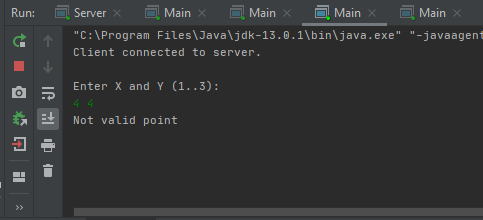 Run: Server Main Main Main
"C:\Program Files\Java\jdk-13.0.1\bin\java.exe" "-javaagent
Client connected to server.
Enter X and Y (1..3):
4 4
Not valid point
>>